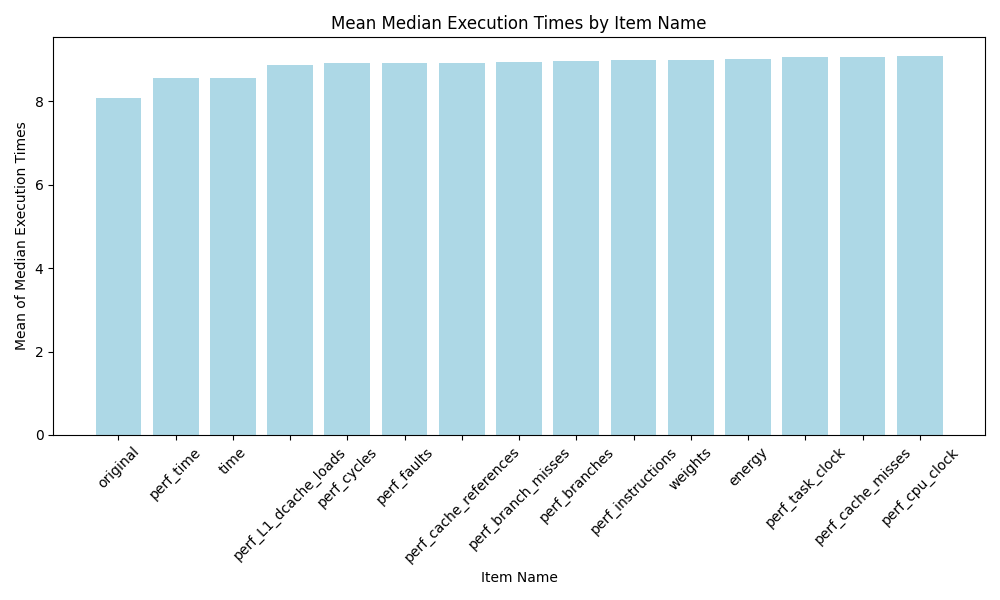 Mean Median Execution Times by Item Name
Mean of Median Execution Times
8
6
4
2
0
original
perf_time
time
perf_L1_dcache_loads
perf_cycles
perf_faults
perf_cache_references
perf_branch_misses
perf_branches
perf_instructions
weights
energy
perf_task_clock
perf_cache_misses
perf_cpu_clock
Item Name